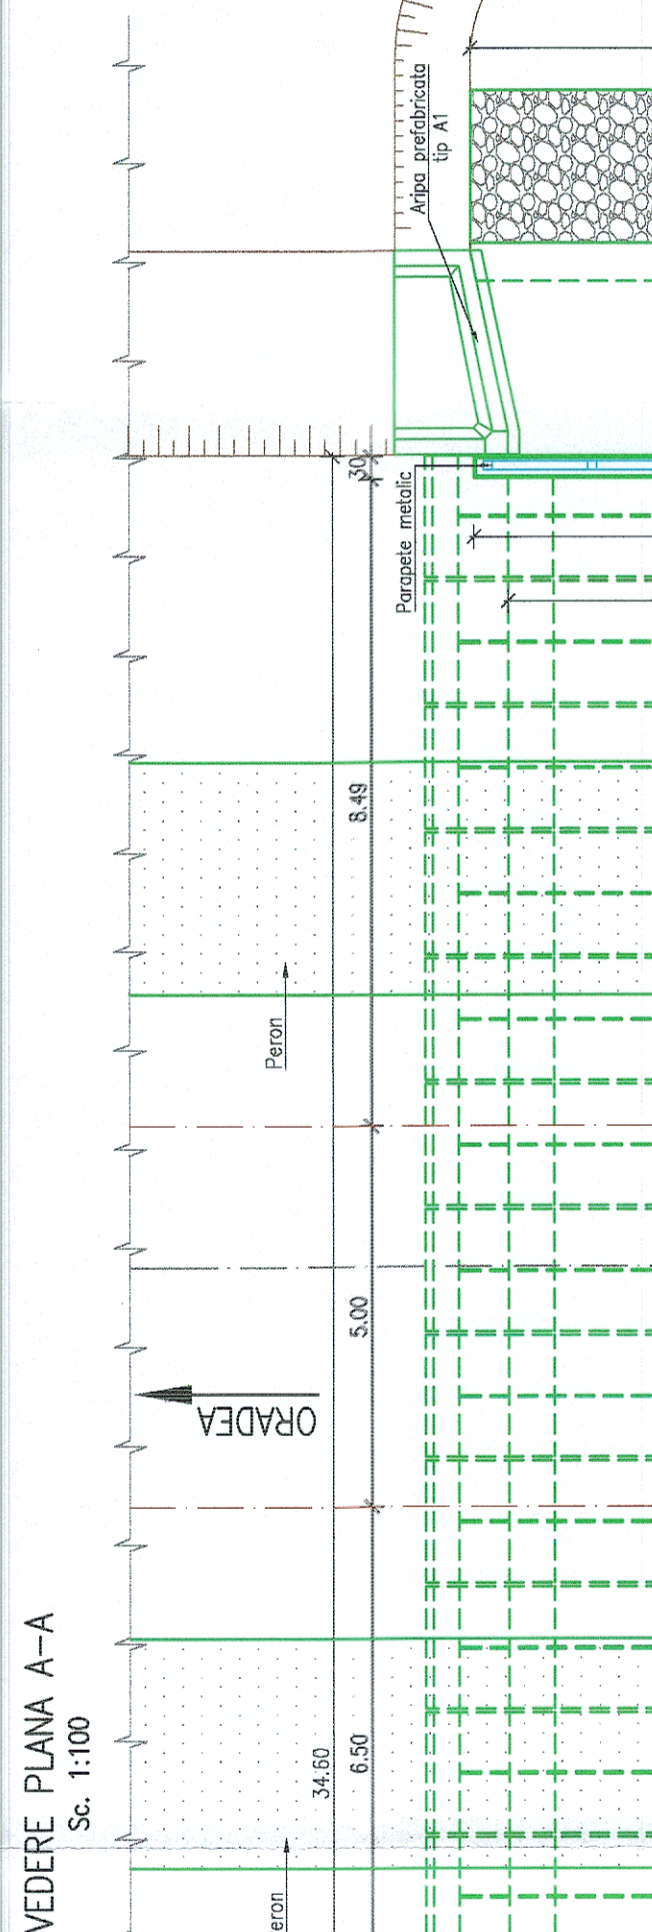 VEDERE PLANA A-A
Sc. 1:100
Aripa prefabricata
tip A1
Parapete metalic
30
8.49
Peron
5.00
ORADEA
34.60
6.50
eron